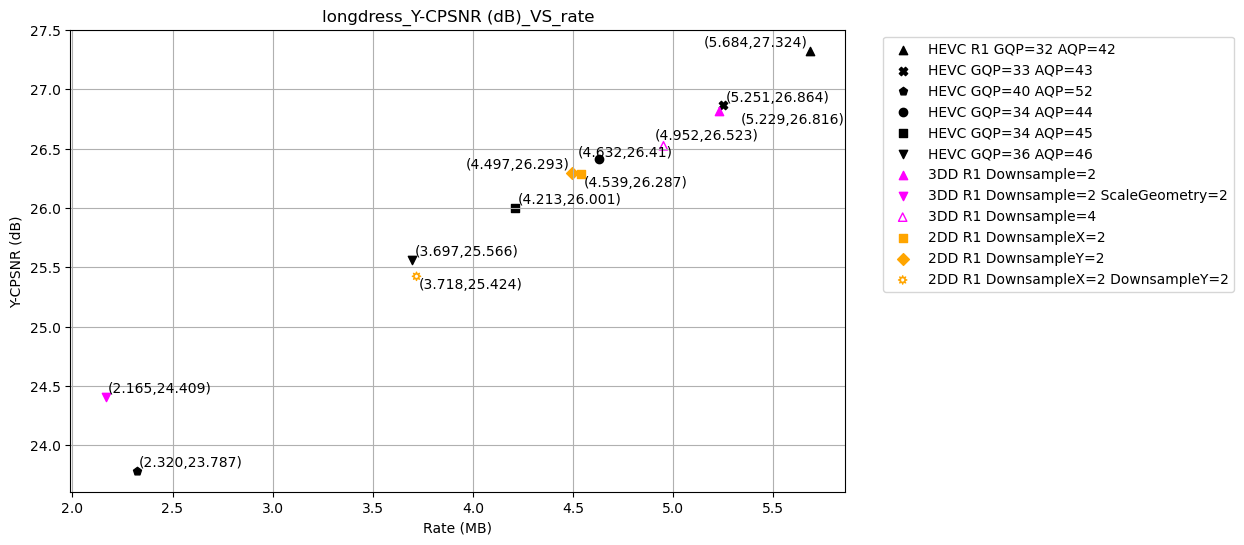 longdress_Y-CPSNR (dB)_VS_rate
27.5
27.0
26.5
26.0
25.5
25.0
24.5
24.0
Y-CPSNR (dB)
(5.684,27.324)
(5.251,26.864)
(5.229,26.816)
(4.952,26.523)
(4.632,26.41)
(4.497,26.293)
(4.539,26.287)
(4.213,26.001)
(3.697,25.566)
(3.718,25.424)
(2.165,24.409)
(2.320,23.787)
2.0 2.5 3.0 3.5 4.0 4.5 5.0 5.5
Rate (MB)
HEVC R1 GQP=32 AQP=42
HEVC GQP=33 AQP=43
HEVC GQP=40 AQP=52
HEVC GQP=34 AQP=44
HEVC GQP=34 AQP=45
HEVC GQP=36 AQP=46
3DD R1 Downsample=2
3DD R1 Downsample=2 ScaleGeometry=2
3DD R1 Downsample=4
2DD R1 DownsampleX=2
2DD R1 DownsampleY=2
2DD R1 DownsampleX=2 DownsampleY=2